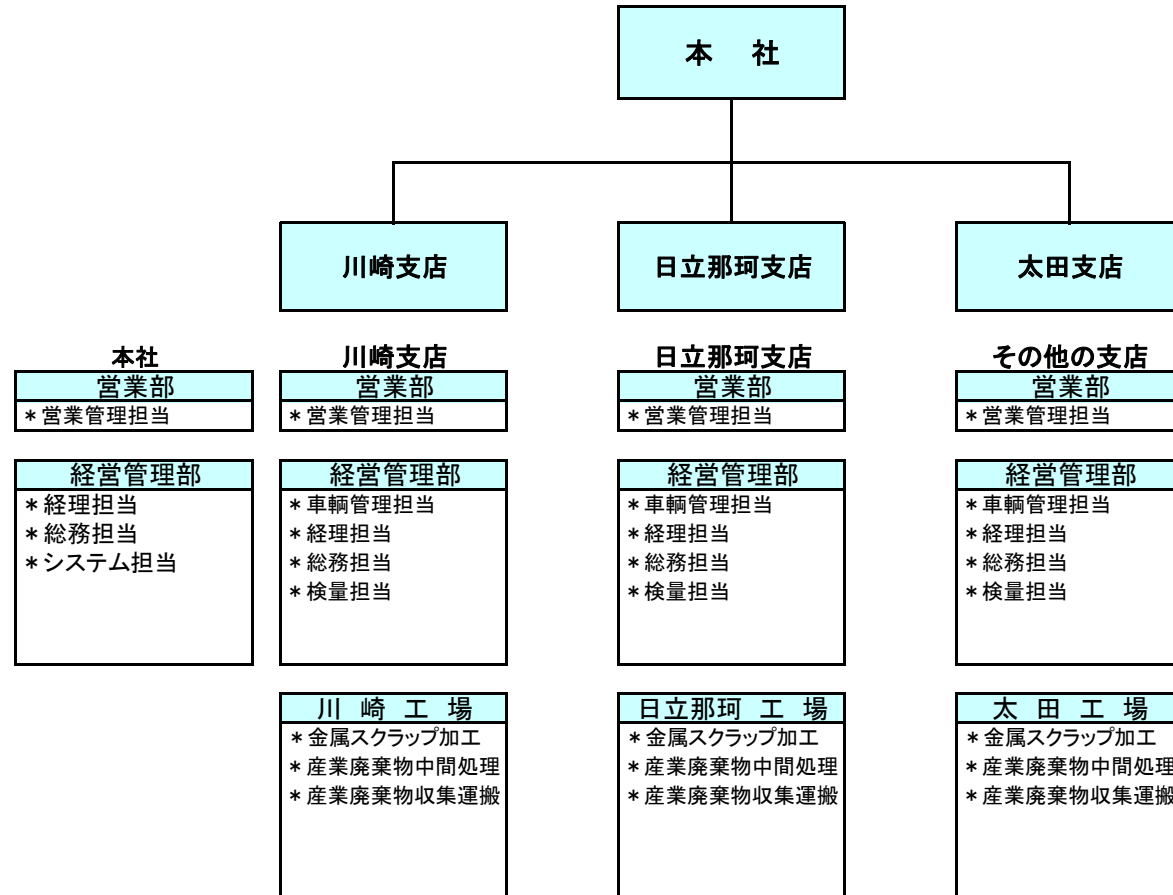 本　社
川崎支店
日立那珂支店
太田支店
本社
川崎支店
日立那珂支店
その他の支店
営業部
営業部
営業部
営業部
＊営業管理担当
＊営業管理担当
＊営業管理担当
＊営業管理担当
経営管理部
経営管理部
経営管理部
経営管理部
＊経理担当
＊総務担当
＊システム担当
＊車輌管理担当
＊経理担当
＊総務担当
＊検量担当
＊車輌管理担当
＊経理担当
＊総務担当
＊検量担当
＊車輌管理担当
＊経理担当
＊総務担当
＊検量担当
川　崎　工　場
＊金属スクラップ加工
＊産業廃棄物中間処理
＊産業廃棄物収集運搬
日立那珂　工　場
＊金属スクラップ加工
＊産業廃棄物中間処理
＊産業廃棄物収集運搬
太　田　工　場
＊金属スクラップ加工
＊産業廃棄物中間処理
＊産業廃棄物収集運搬